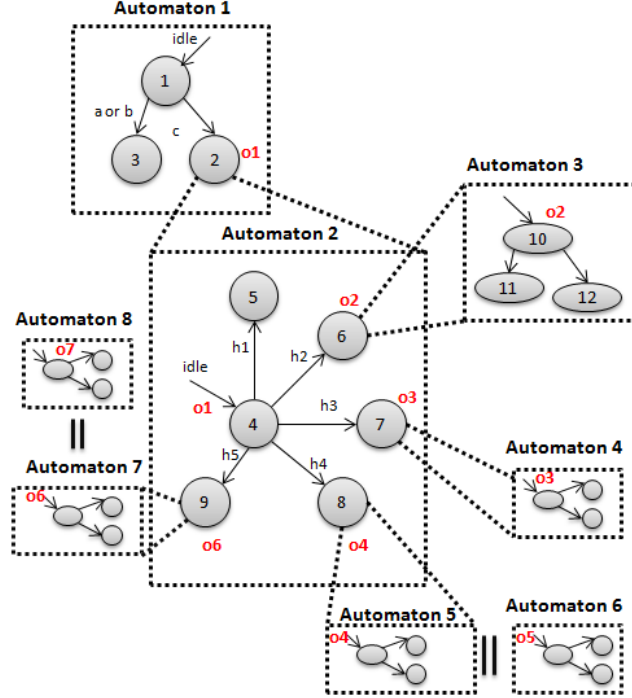 Automaton 1
idle
1
a or b
c
3
2
o1
Automaton 3
o2
10
11
12
Automaton 2
5
o2
6
h1
h2
idle
o1
4
h3
o3
7
h5
h4
9
8
o6
o4
Automaton 8
o7
Automaton 7
o6
Automaton 4
o3
Automaton 5
o4
Automaton 6
o5